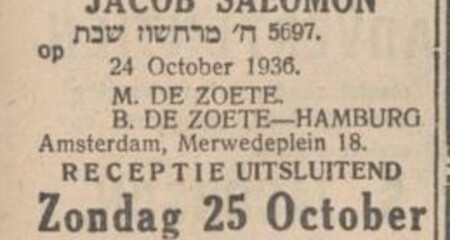 JACOB SALOMON
op
ח' מרחשון שבת 5697.
24 October 1936.
M. DE ZOETE.
B. DE ZOETE—HAMBURG
Amsterdam, Merwedeplein 18.
RECEPTIE UITSLUITEND
Zondag 25 October